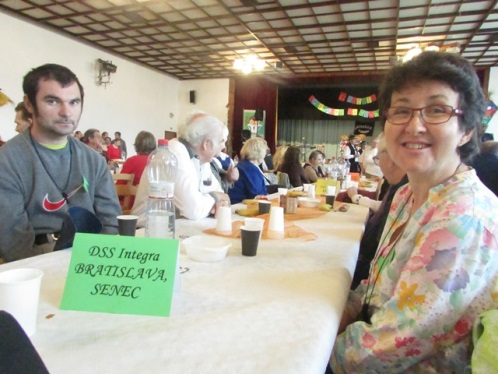 DSS Integra
BRATISLAVA,
SENEC